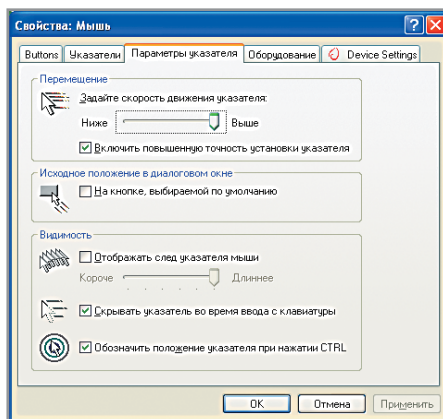 Свойства: Мышь
Buttons Указатели Параметры указателя Оборудование Device Settings
Перемещение
Задайте скорость движения указателя:
Ниже Выше
Включить повышенную точность установки указателя
Исходное положение в диалоговом окне
На кнопке, выбираемой по умолчанию
Видимость
Отображать след указателя мыши
Короче Длиннее
Скрывать указатель во время ввода с клавиатуры
Обозначить положение указателя при нажатии CTRL
OK Отмена Применить